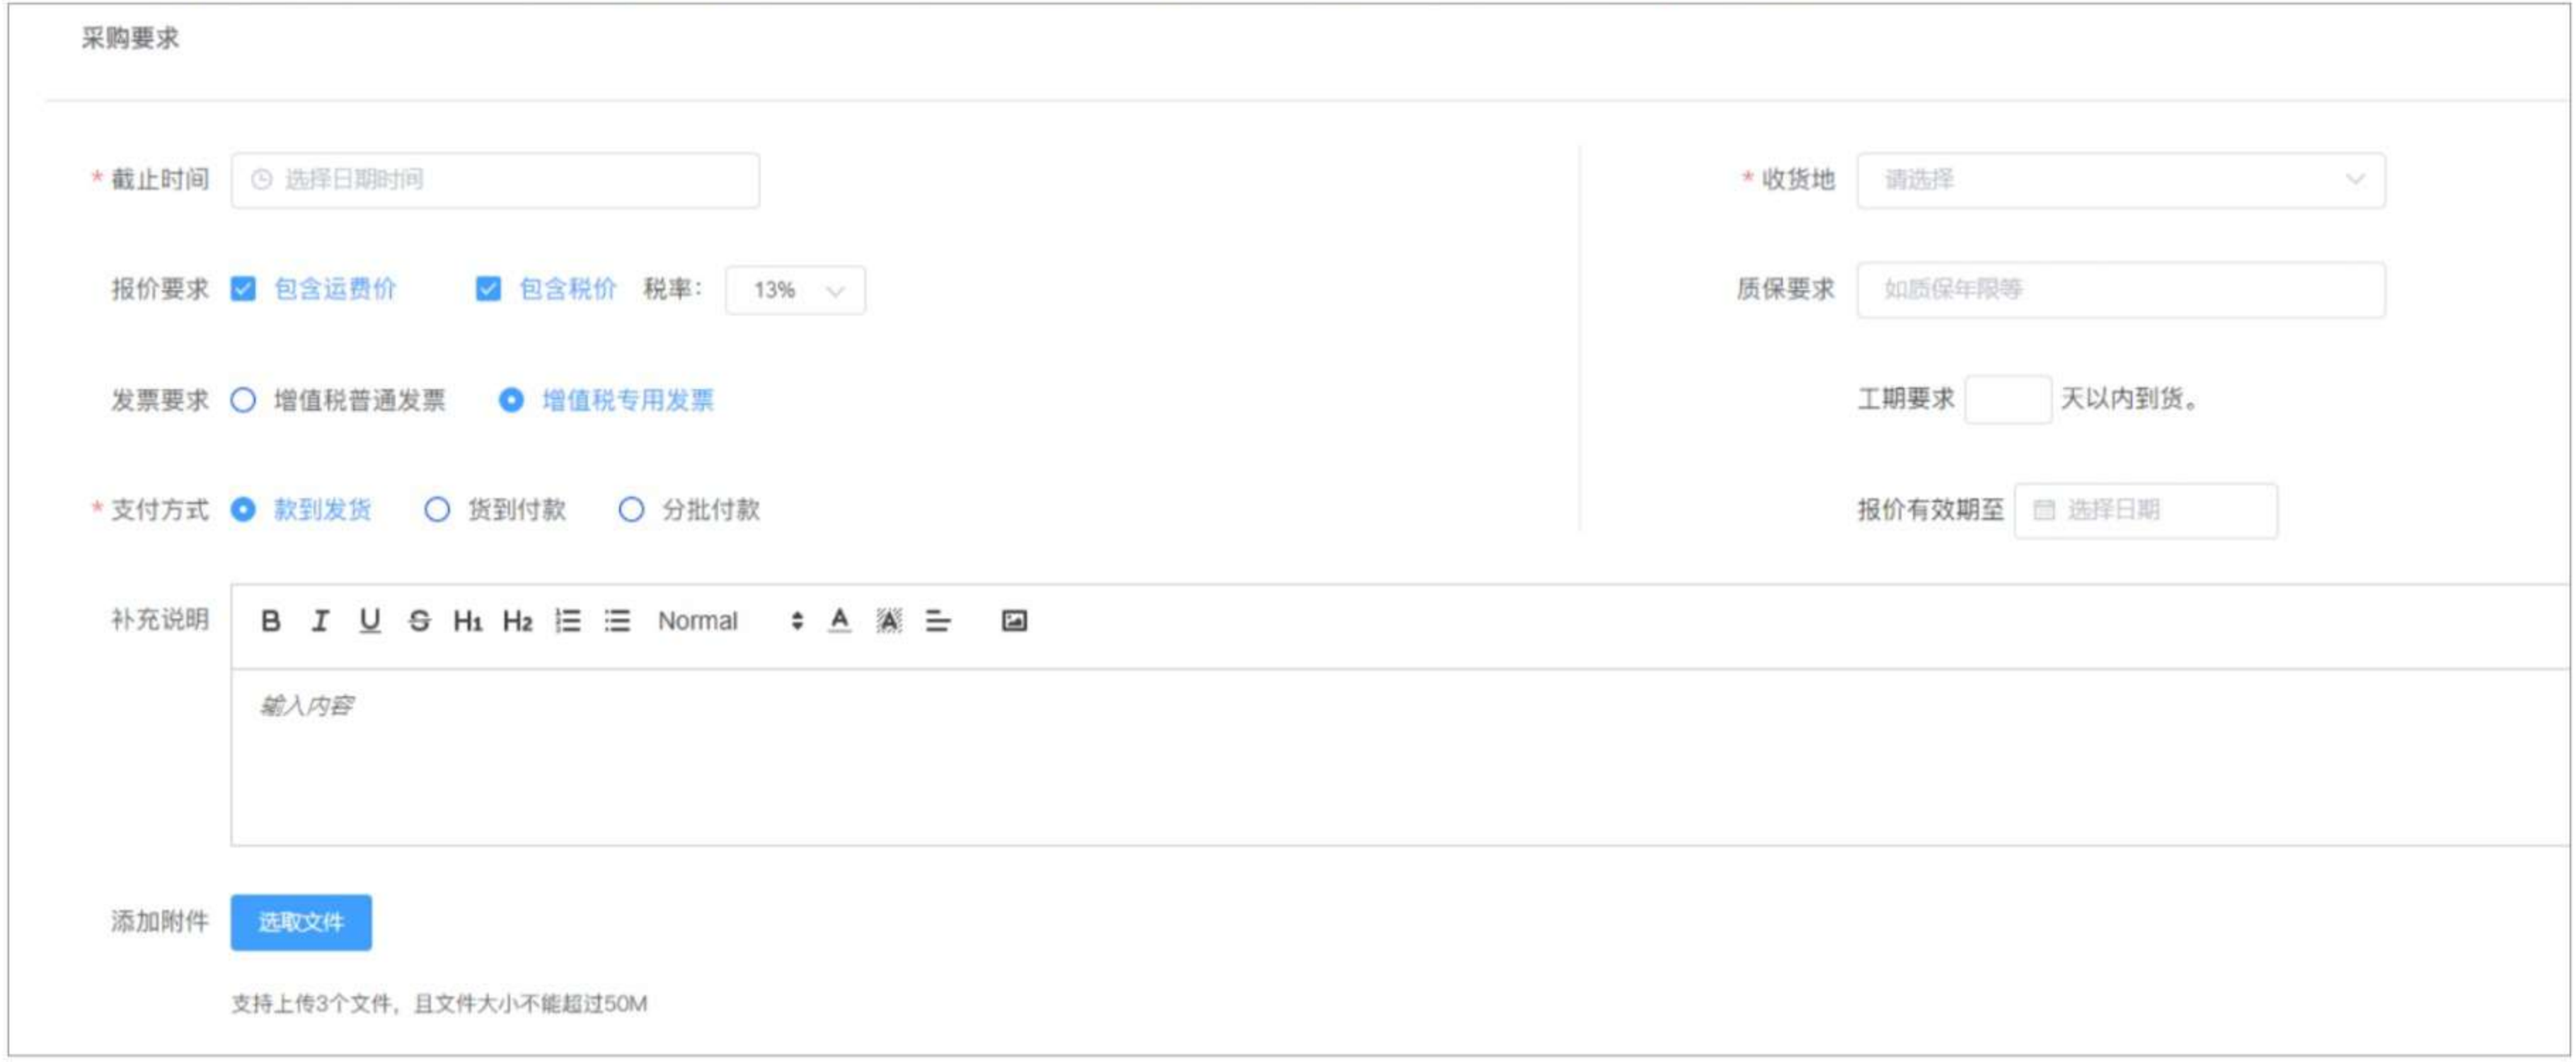 采购要求
* 截止时间 选择日期时间
* 收货地 请选择
报价要求 包含运费价 包含税价 税率： 13%
质保要求 如质保年限等
发票要求 增值税普通发票 增值税专用发票
工期要求 天以内到货。
* 支付方式 款到发货 货到付款 分批付款
报价有效期至 选择日期
补充说明 B I U S H1 H2 Normal A A
输入内容
添加附件 选取文件
支持上传3个文件，且文件大小不能超过50M